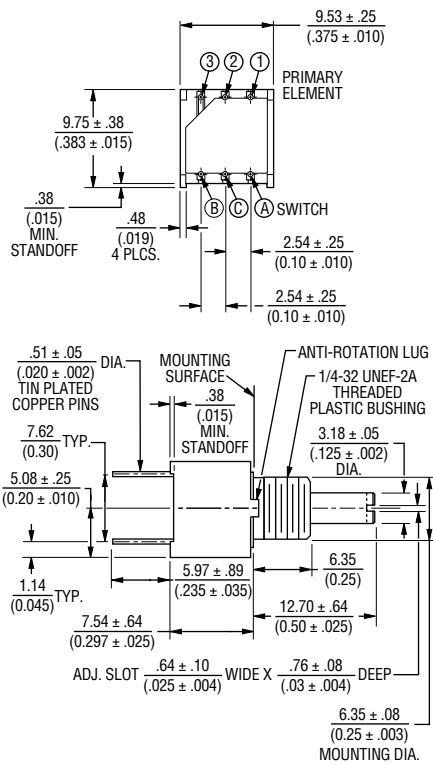 9.53 ± .25
(.375 ± .010)
3 2 1
PRIMARY
ELEMENT
9.75 ± .38
(.383 ± .015)
.38
(.015)
MIN.
STANDOFF
.48
(.019)
4 PLCS.
B C A SWITCH
2.54 ± .25
(0.10 ± .010)
2.54 ± .25
(0.10 ± .010)
.51 ± .05
(.020 ± .002)
DIA.
TIN PLATED
COPPER PINS
MOUNTING
SURFACE
ANTI-ROTATION LUG
1/4-32 UNEF-2A
THREADED
PLASTIC BUSHING
.38
(.015)
MIN.
STANDOFF
3.18 ± .05
(.125 ± .002)
DIA.
7.62
(0.30)
TYP.
5.08 ± .25
(0.20 ± .010)
1.14
(0.045)
TYP.
5.97 ± .89
(.235 ± .035)
6.35
(0.25)
7.54 ± .64
(0.297 ± .025)
12.70 ± .64
(0.50 ± .025)
ADJ. SLOT .64 ± .10 WIDE X .76 ± .08 DEEP
(.025 ± .004) (.03 ± .004)
6.35 ± .08
(0.25 ± .003)
MOUNTING DIA.